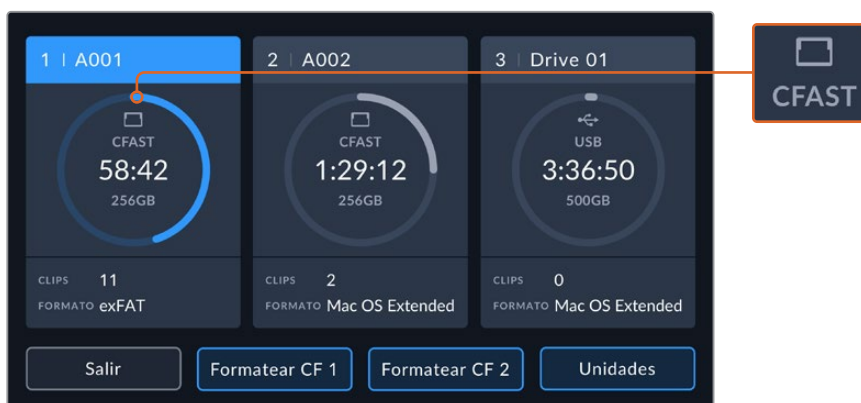 1 | A001
CFAST
58:42
256GB
CLIPS 11
FORMATO exFAT
2 | A002
CFAST
1:29:12
256GB
CLIPS 2
FORMATO Mac OS Extended
3 | Drive 01
USB
3:36:50
500GB
CLIPS 0
FORMATO Mac OS Extended
Salir
Formatear CF 1
Formatear CF 2
Unidades
CFAST